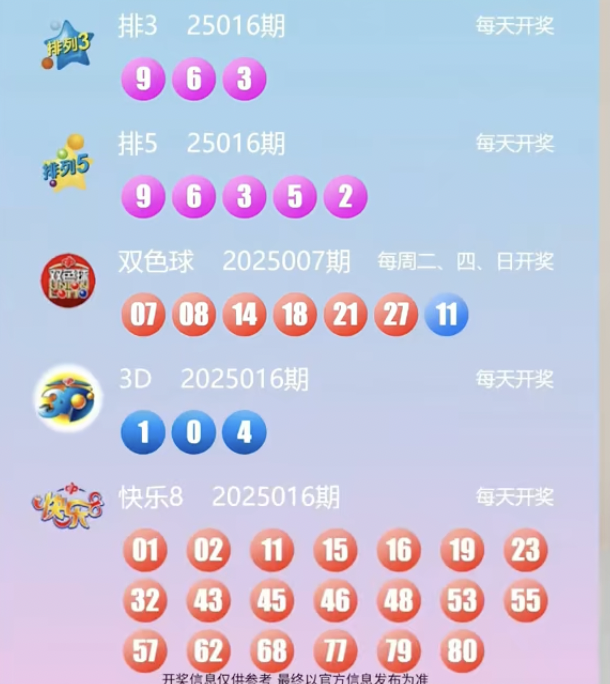 排列3
排3 25016期 每天开奖
9 6 3
排列5
排5 25016期 每天开奖
9 6 3 5 2
双色球
双色球 2025007期 每周二、四、日开奖
07 08 14 18 21 27 11
3D
3D 2025016期 每天开奖
1 0 4
快乐8
快乐8 2025016期 每天开奖
01 02 11 15 16 19 23
32 43 45 46 48 53 55
57 62 68 77 79 80
开奖信息仅供参考 最终以官方信息发布为准